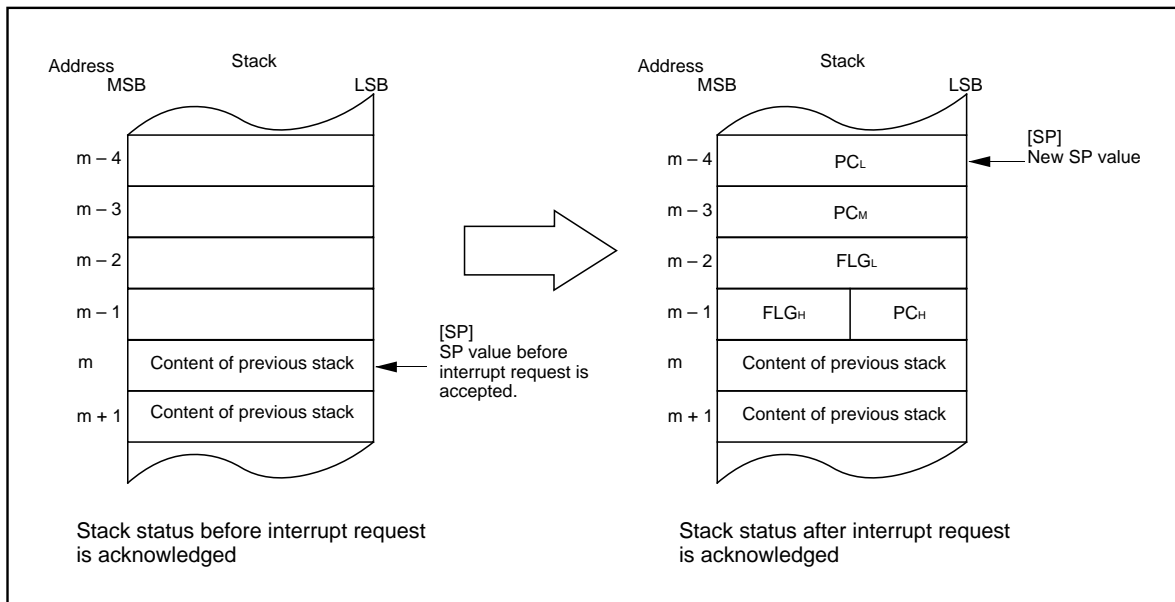 Address
MSB
Stack
LSB
m – 4
m – 3
m – 2
m – 1
m
Content of previous stack
m + 1
Content of previous stack
[SP]
SP value before
interrupt request is
accepted.
Stack status before interrupt request
is acknowledged
Address
MSB
Stack
LSB
m – 4
PCL
[SP]
New SP value
m – 3
PCM
m – 2
FLGL
m – 1
FLGH
PCH
m
Content of previous stack
m + 1
Content of previous stack
Stack status after interrupt request
is acknowledged